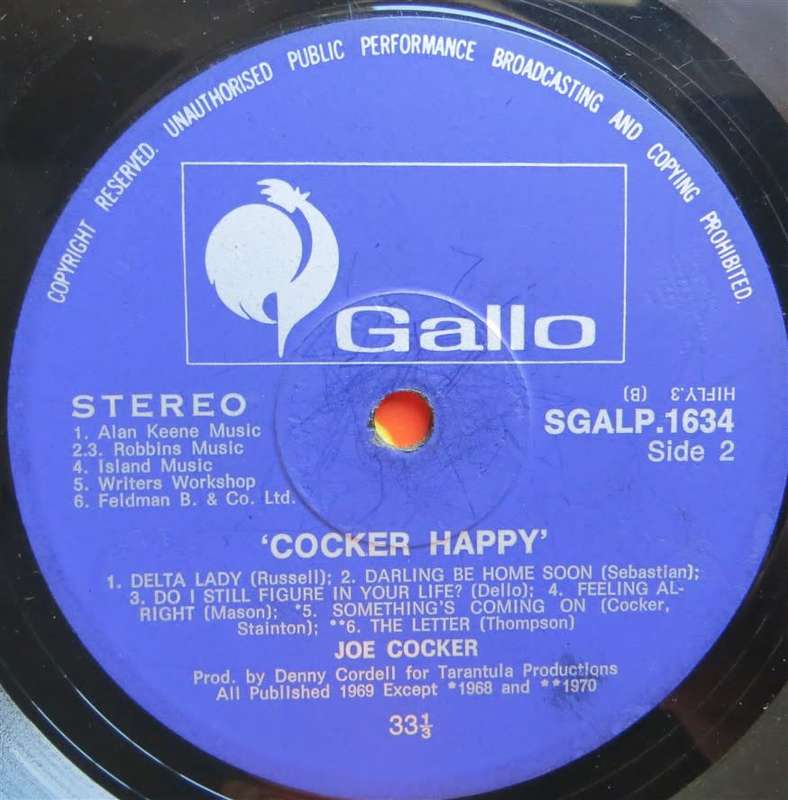 COPYRIGHT RESERVED. UNAUTHORISED PUBLIC PERFORMANCE BROADCASTING AND COPYING PROHIBITED.
Gallo
STEREO
1. Alan Keene Music
2.3. Robbins Music
4. Island Music
5. Writers Workshop
6. Feldman B. & Co. Ltd.
HIFLY.3 (B)
SGALP.1634
Side 2
'COCKER HAPPY'
1. DELTA LADY (Russell); 2. DARLING BE HOME SOON (Sebastian);
3. DO I STILL FIGURE IN YOUR LIFE? (Dello); 4. FEELING AL-
RIGHT (Mason); *5. SOMETHING'S COMING ON (Cocker,
Stainton); **6. THE LETTER (Thompson)
JOE COCKER
Prod. by Denny Cordell for Tarantula Productions
All Published 1969 Except *1968 and **1970
33⅓